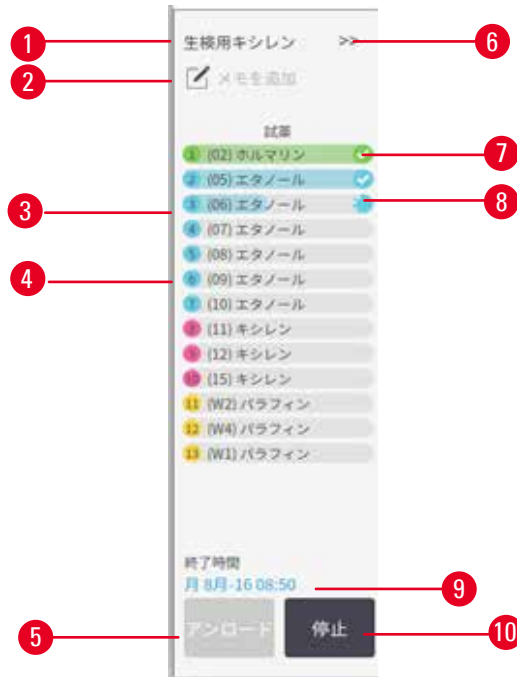 1 生検用キシレン >> 6
2 メモを追加
試薬
1 (02) ホルマリン 7
2 (05) エタノール
3 3 (06) エタノール 8
4 (07) エタノール
5 (08) エタノール
4 6 (09) エタノール
7 (10) エタノール
8 (11) キシレン
9 (12) キシレン
10 (15) キシレン
11 (W2) パラフィン
12 (W4) パラフィン
13 (W1) パラフィン
終了時間
月 8月-16 08:50 9
5 アンロード 停止 10